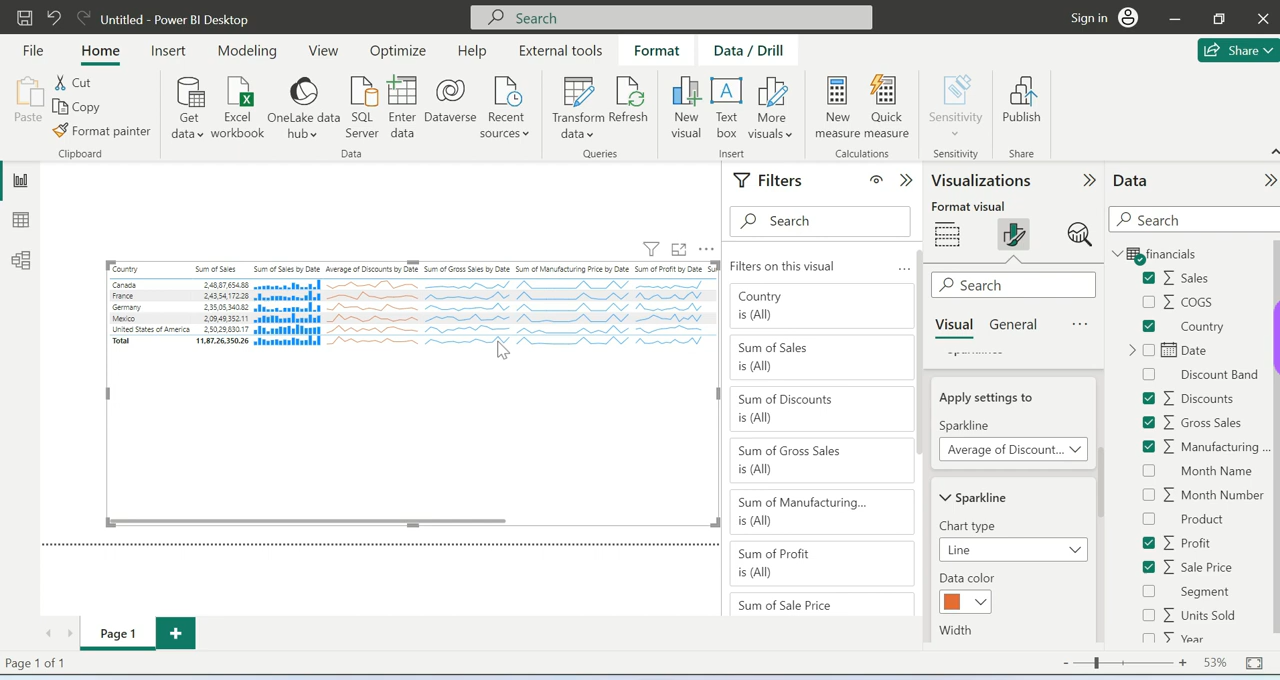 Untitled - Power BI Desktop
Search
Sign in
File
Home
Insert
Modeling
View
Optimize
Help
External tools
Format
Data / Drill
Share
Paste
Cut
Copy
Format painter
Clipboard
Get data
Excel workbook
OneLake data hub
SQL Server
Enter data
Dataverse
Recent sources
Data
Transform data
Refresh
Queries
New visual
Text box
More visuals
Insert
New measure
Quick measure
Calculations
Sensitivity
Sensitivity
Publish
Share
Country Sum of Sales Sum of Sales by Date Average of Discounts by Date Sum of Gross Sales by Date Sum of Manufacturing Price by Date Sum of Profit by Date
Canada 2,48,87,654.88
France 2,43,54,172.28
Germany 2,35,05,340.82
Mexico 2,09,49,352.11
United States of America 2,50,29,830.17
Total 11,87,26,350.26
Filters
Search
Filters on this visual ...
Country
is (All)
Sum of Sales
is (All)
Sum of Discounts
is (All)
Sum of Gross Sales
is (All)
Sum of Manufacturing...
is (All)
Sum of Profit
is (All)
Sum of Sale Price
Visualizations
Format visual
Search
Visual General ...
Apply settings to
Sparkline
Average of Discount...
Sparkline
Chart type
Line
Data color
Width
Data
Search
financials
Sales
COGS
Country
Date
Discount Band
Discounts
Gross Sales
Manufacturing ...
Month Name
Month Number
Product
Profit
Sale Price
Segment
Units Sold
Year
Page 1
+
Page 1 of 1
- + 53%